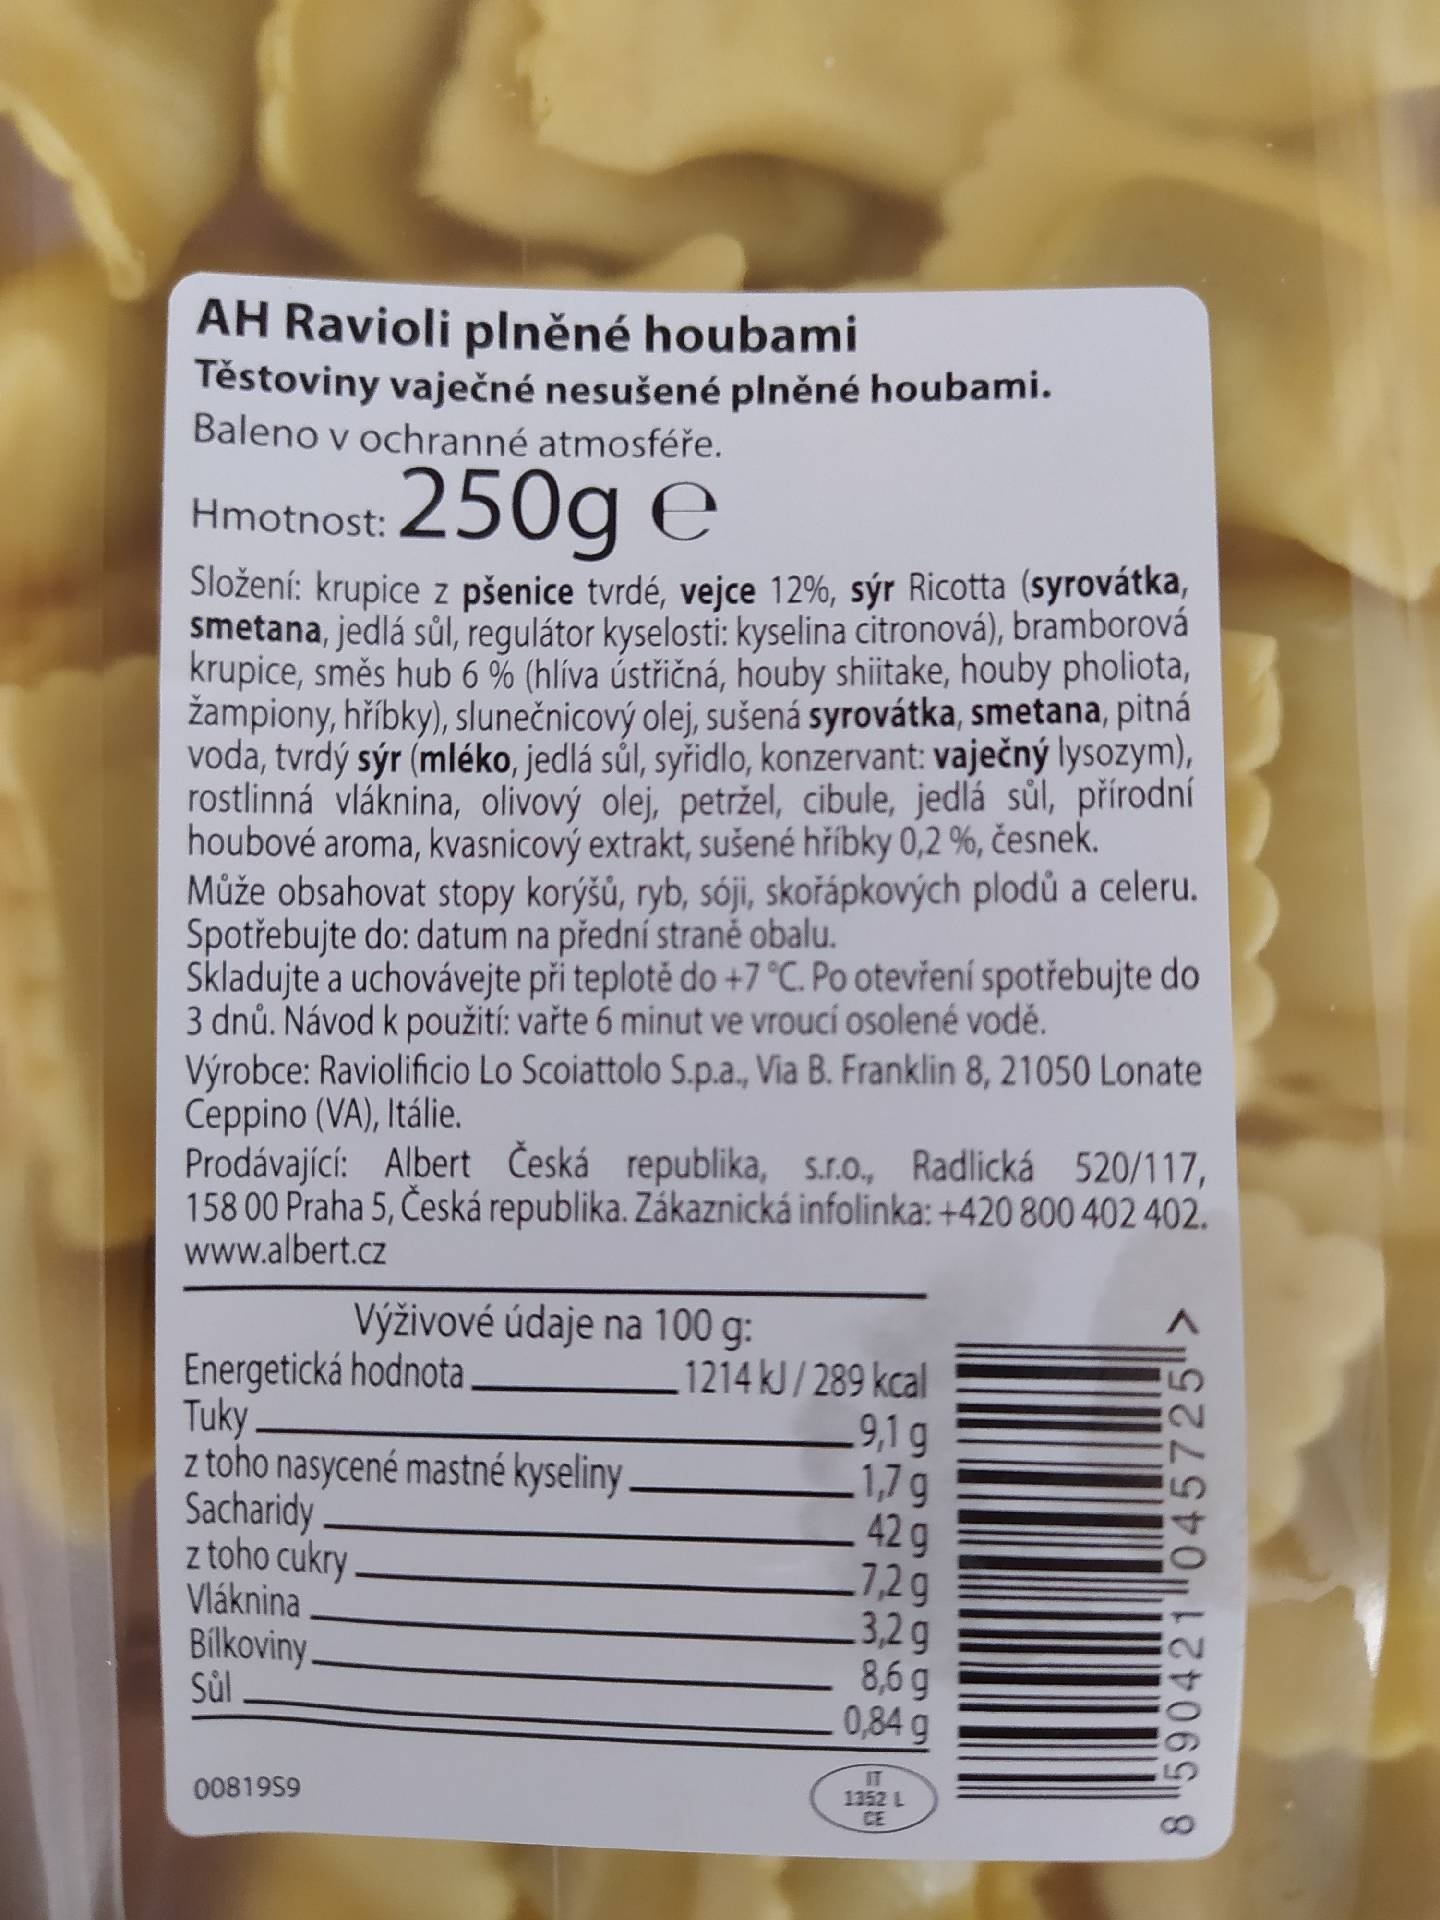 AH Ravioli plněné houbami
Těstoviny vaječné nesušené plněné houbami.
Baleno v ochranné atmosféře.
Hmotnost: 250g e
Složení: krupice z pšenice tvrdé, vejce 12%, sýr Ricotta (syrovátka,
smetana, jedlá sůl, regulátor kyselosti: kyselina citronová), bramborová
krupice, směs hub 6 % (hlíva ústřičná, houby shiitake, houby pholiota,
žampiony, hříbky), slunečnicový olej, sušená syrovátka, smetana, pitná
voda, tvrdý sýr (mléko, jedlá sůl, syřidlo, konzervant: vaječný lysozym),
rostlinná vláknina, olivový olej, petržel, cibule, jedlá sůl, přírodní
houbové aroma, kvasnicový extrakt, sušené hříbky 0,2 %, česnek.
Může obsahovat stopy korýšů, ryb, sóji, skořápkových plodů a celeru.
Spotřebujte do: datum na přední straně obalu.
Skladujte a uchovávejte při teplotě do +7 °C. Po otevření spotřebujte do
3 dnů. Návod k použití: vařte 6 minut ve vroucí osolené vodě.
Výrobce: Raviolificio Lo Scoiattolo S.p.a., Via B. Franklin 8, 21050 Lonate
Ceppino (VA), Itálie.
Prodávající: Albert Česká republika, s.r.o., Radlická 520/117,
158 00 Praha 5, Česká republika. Zákaznická infolinka: +420 800 402 402.
www.albert.cz
Výživové údaje na 100 g:
Energetická hodnota 1214 kJ / 289 kcal
Tuky 9,1 g
z toho nasycené mastné kyseliny 1,7 g
Sacharidy 42 g
z toho cukry 7,2 g
Vláknina 3,2 g
Bílkoviny 8,6 g
Sůl 0,84 g
00819S9
IT
1352 L
CE
8 590421 045725 >